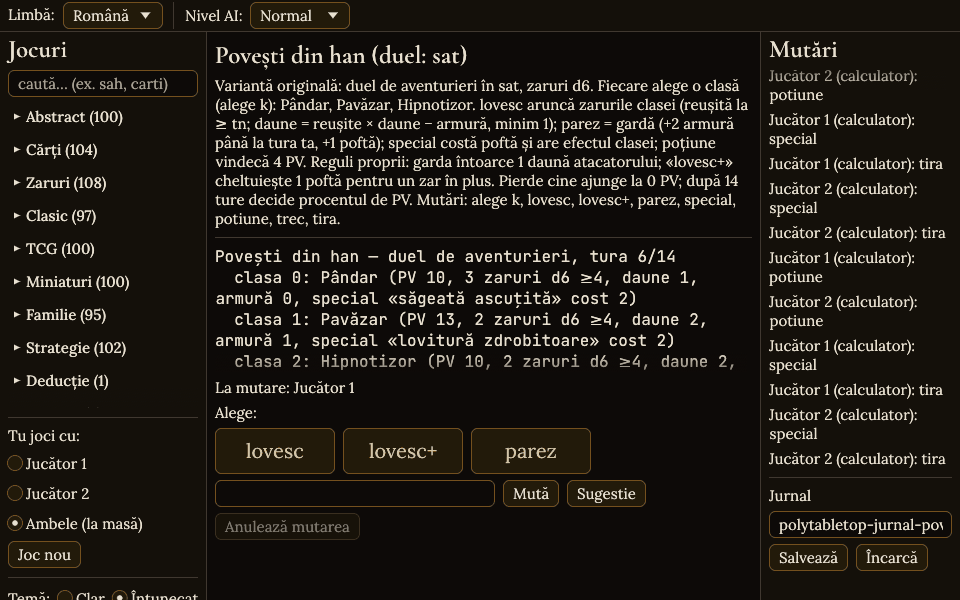 Limbă: Română ▼ Nivel AI: Normal ▼
Jocuri
caută... (ex. sah, carti)
▸ Abstract (100)
▸ Cărți (104)
▸ Zaruri (108)
▸ Clasic (97)
▸ TCG (100)
▸ Miniaturi (100)
▸ Familie (95)
▸ Strategie (102)
▸ Deducție (1)
Tu joci cu:
Jucător 1
Jucător 2
Ambele (la masă)
Joc nou
Temă: Clar Întunecat
Povești din han (duel: sat)
Variantă originală: duel de aventurieri în sat, zaruri d6. Fiecare alege o clasă
(alege k): Pândar, Pavăzar, Hipnotizor. lovesc aruncă zarurile clasei (reușită la
≥ tn; daune = reușite × daune − armură, minim 1); parez = gardă (+2 armură
până la tura ta, +1 poftă); special costă poftă și are efectul clasei; poțiune
vindecă 4 PV. Reguli proprii: garda întoarce 1 daună atacatorului; «lovesc+»
cheltuiește 1 poftă pentru un zar în plus. Pierde cine ajunge la 0 PV; după 14
ture decide procentul de PV. Mutări: alege k, lovesc, lovesc+, parez, special,
potiune, trec, tira.
Povești din han — duel de aventurieri, tura 6/14
clasa 0: Pândar (PV 10, 3 zaruri d6 ≥4, daune 1,
armură 0, special «săgeată ascuțită» cost 2)
clasa 1: Pavăzar (PV 13, 2 zaruri d6 ≥4, daune 2,
armură 1, special «lovitură zdrobitoare» cost 2)
clasa 2: Hipnotizor (PV 10, 2 zaruri d6 ≥4, daune 2,
La mutare: Jucător 1
Alege:
lovesc lovesc+ parez
Mută Sugestie
Anulează mutarea
Mutări
Jucător 2 (calculator):
potiune
Jucător 1 (calculator):
special
Jucător 1 (calculator): tira
Jucător 2 (calculator):
special
Jucător 2 (calculator): tira
Jucător 1 (calculator):
potiune
Jucător 2 (calculator):
potiune
Jucător 1 (calculator):
special
Jucător 1 (calculator): tira
Jucător 2 (calculator):
special
Jucător 2 (calculator): tira
Jurnal
polytabletop-jurnal-pov
Salvează Încarcă